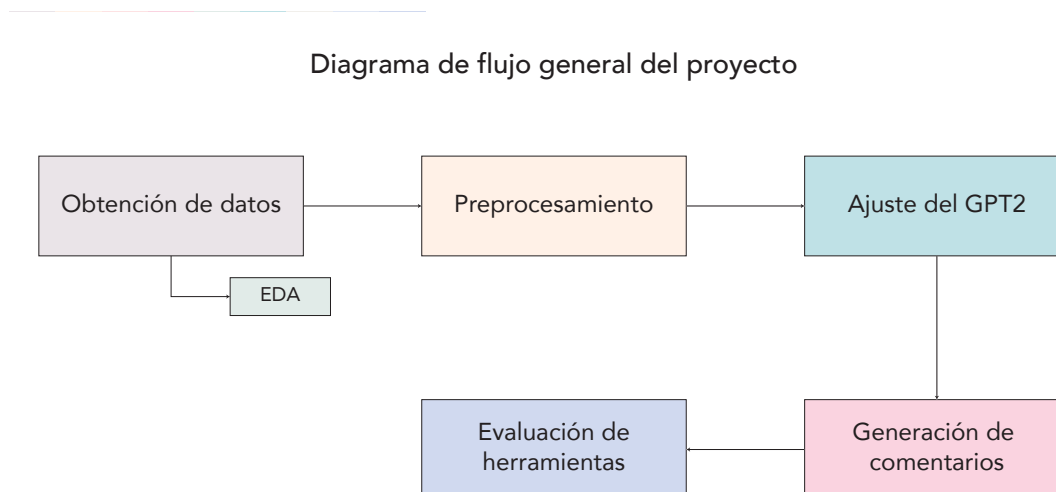 Diagrama de flujo general del proyecto
Obtención de datos
Preprocesamiento
Ajuste del GPT2
EDA
Evaluación de
herramientas
Generación de
comentarios